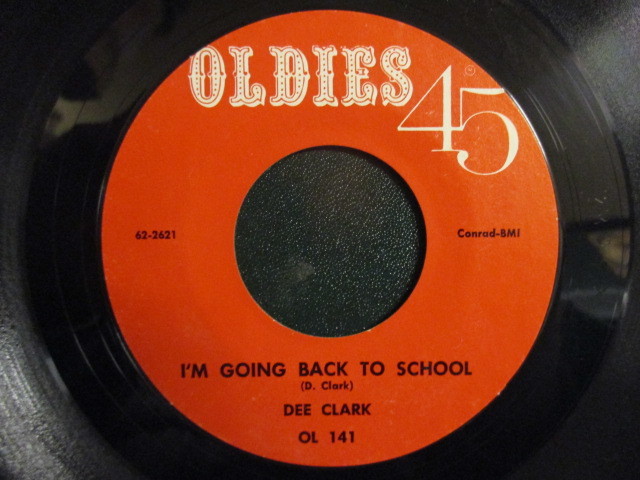 OLDIES
45
®
62-2621
Conrad-BMI
I'M GOING BACK TO SCHOOL
(D. Clark)
DEE CLARK
OL 141